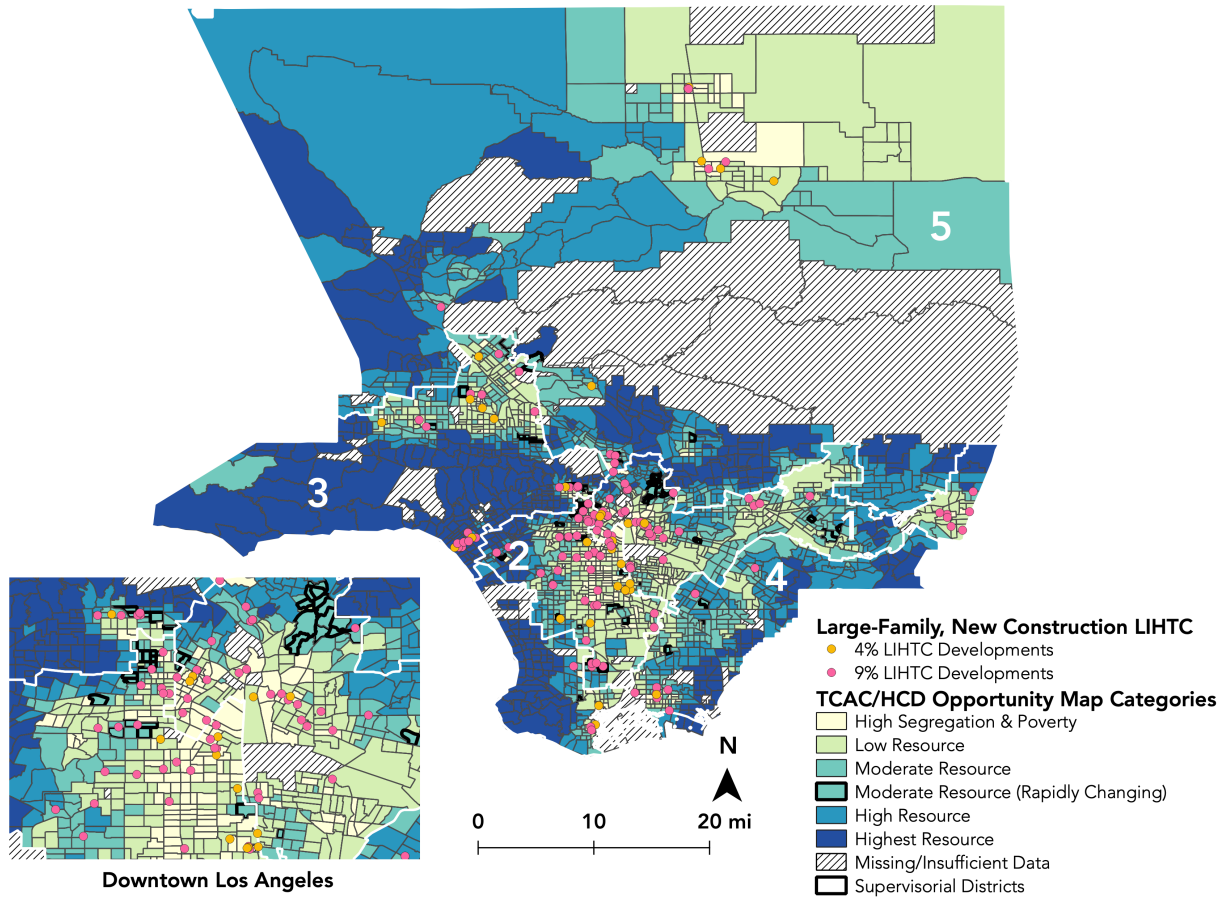 5
3
2
1
4
Large-Family, New Construction LIHTC
4% LIHTC Developments
9% LIHTC Developments
TCAC/HCD Opportunity Map Categories
High Segregation & Poverty
Low Resource
Moderate Resource
Moderate Resource (Rapidly Changing)
High Resource
Highest Resource
Missing/Insufficient Data
Supervisorial Districts
N
0 10 20 mi
Downtown Los Angeles